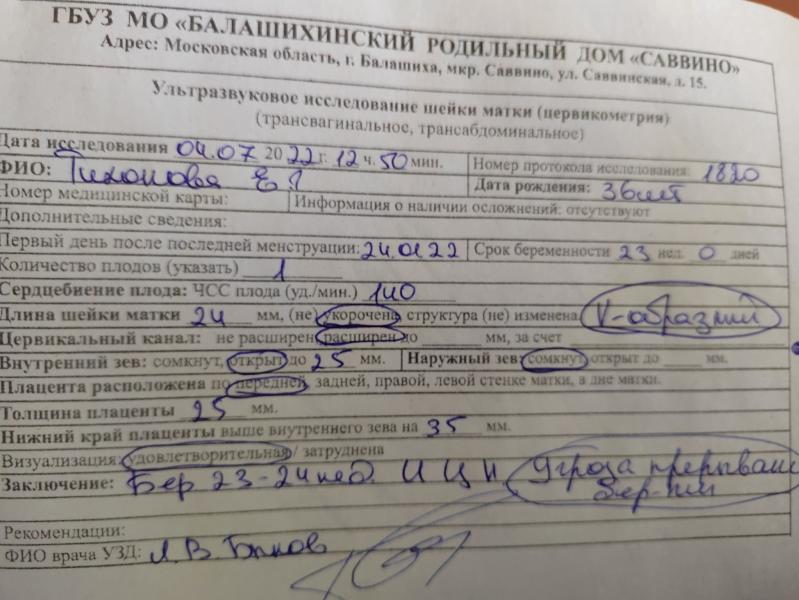 ГБУЗ МО «БАЛАШИХИНСКИЙ РОДИЛЬНЫЙ ДОМ «САВВИНО»
Адрес: Московская область, г. Балашиха, мкр. Саввино, ул. Саввинская, д. 15.
Ультразвуковое исследование шейки матки (цервикометрия)
(трансвагинальное, трансабдоминальное)
Дата исследования 04.07 2022г. 12 ч. 50 мин. Номер протокола исследования: 1820
ФИО: Тихонова Е Дата рождения: 36 лет
Номер медицинской карты: Информация о наличии осложнений: отсутствуют
Дополнительные сведения:
Первый день после последней менструации: 24.01.22 Срок беременности 23 нед. 0 дней
Количество плодов (указать) 1
Сердцебиение плода: ЧСС плода (уд./мин.) 140
Длина шейки матки 24 мм, (не) укорочена, структура (не) изменена V-образный
Цервикальный канал: не расширен, расширен до мм, за счет
Внутренний зев: сомкнут, открыт до 25 мм. Наружный зев: сомкнут, открыт до мм.
Плацента расположена по передней, задней, правой, левой стенке матки, в дне матки.
Толщина плаценты 25 мм.
Нижний край плаценты выше внутреннего зева на 35 мм.
Визуализация: удовлетворительная / затруднена
Заключение: Бер 23-24 нед. ИЦН Угроза прерыван
бер-ти
Рекомендации:
ФИО врача УЗД: Л.В.